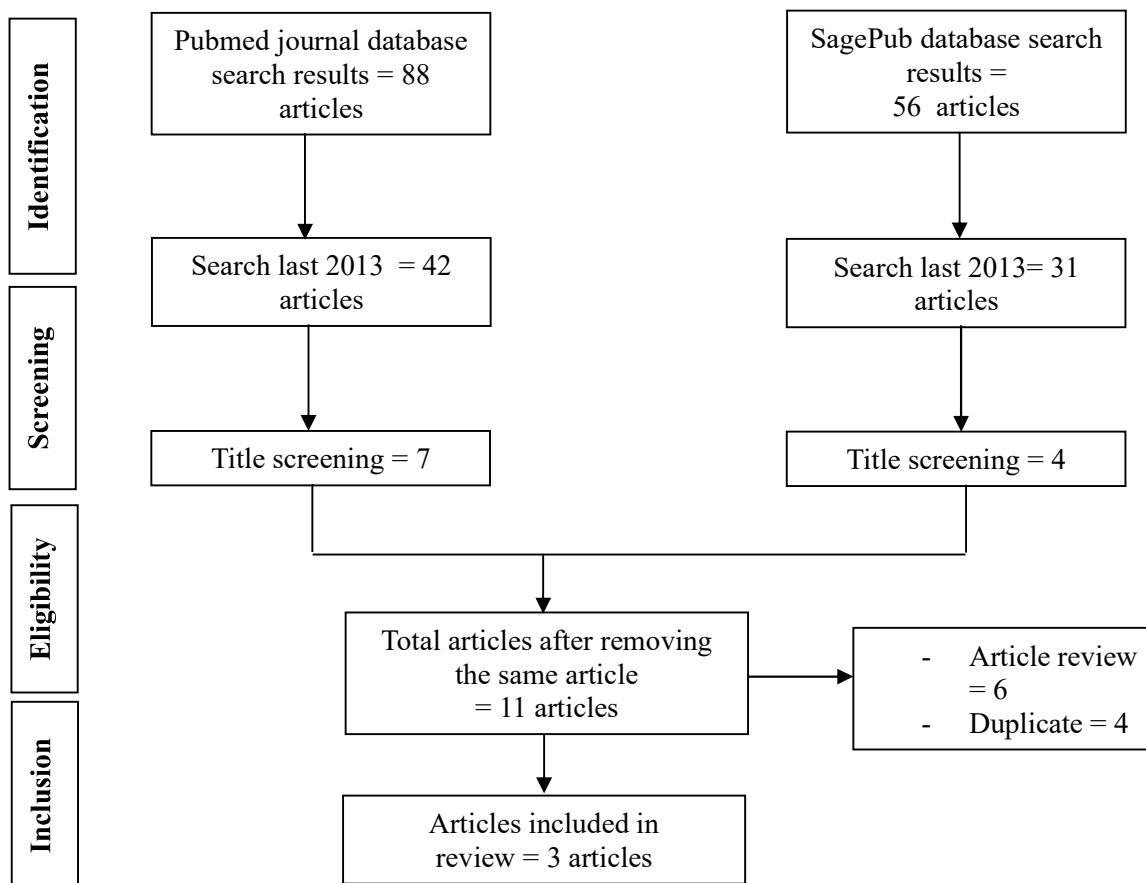 Identification
Pubmed journal database
search results = 88
articles
SagePub database search
results =
56 articles
Search last 2013 = 42
articles
Search last 2013= 31
articles
Screening
Title screening = 7
Title screening = 4
Eligibility
Total articles after removing
the same article
= 11 articles
- Article review
= 6
- Duplicate = 4
Inclusion
Articles included in
review = 3 articles